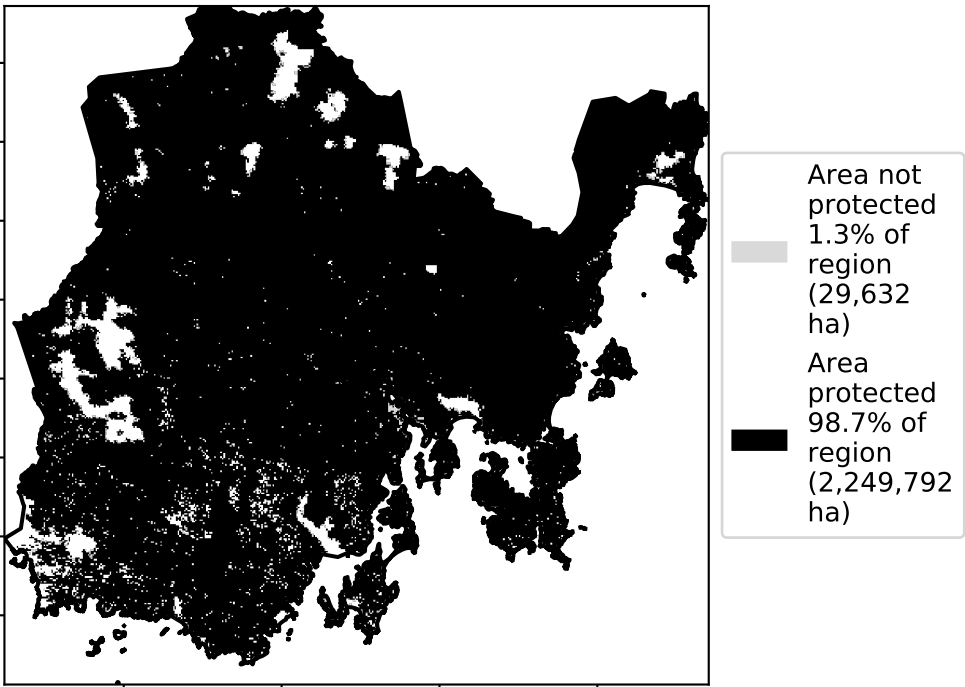 Area not
protected
1.3% of
region
(29,632
ha)
Area
protected
98.7% of
region
(2,249,792
ha)